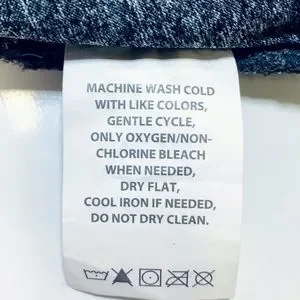 MACHINE WASH COLD
WITH LIKE COLORS,
GENTLE CYCLE,
ONLY OXYGEN/NON-
CHLORINE BLEACH
WHEN NEEDED,
DRY FLAT,
COOL IRON IF NEEDED,
DO NOT DRY CLEAN.